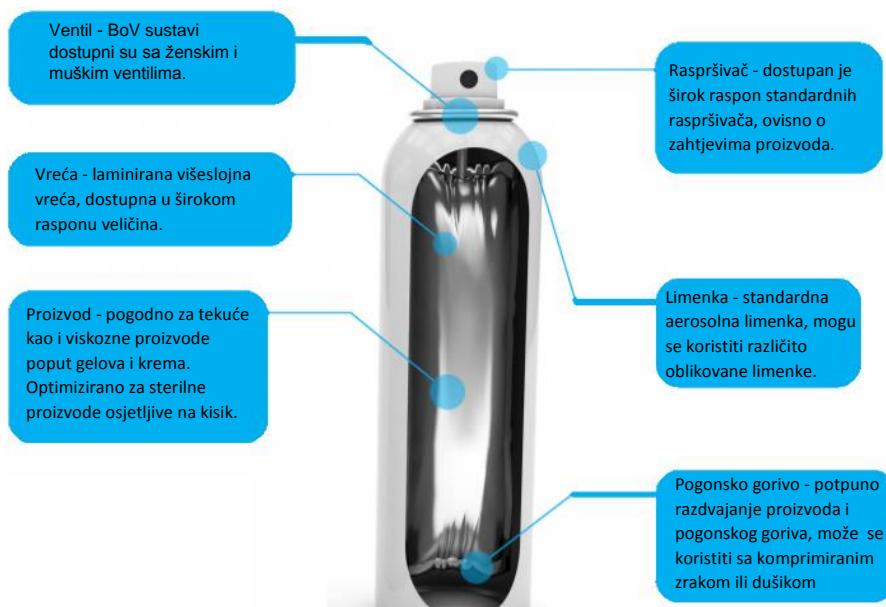 Ventil - BoV sustavi
dostupni su sa ženskim i
muškim ventilima.
Vreća - laminirana višeslojna
vreća, dostupna u širokom
rasponu veličina.
Proizvod - pogodno za tekuće
kao i viskozne proizvode
poput gelova i krema.
Optimizirano za sterilne
proizvode osjetljive na kisik.
Raspršivač - dostupan je
širok raspon standardnih
raspršivača, ovisno o
zahtjevima proizvoda.
Limenka - standardna
aerosolna limenka, mogu
se koristiti različito
oblikovane limenke.
Pogonsko gorivo - potpuno
razdvajanje proizvoda i
pogonskog goriva, može se
koristiti sa komprimiranim
zrakom ili dušikom